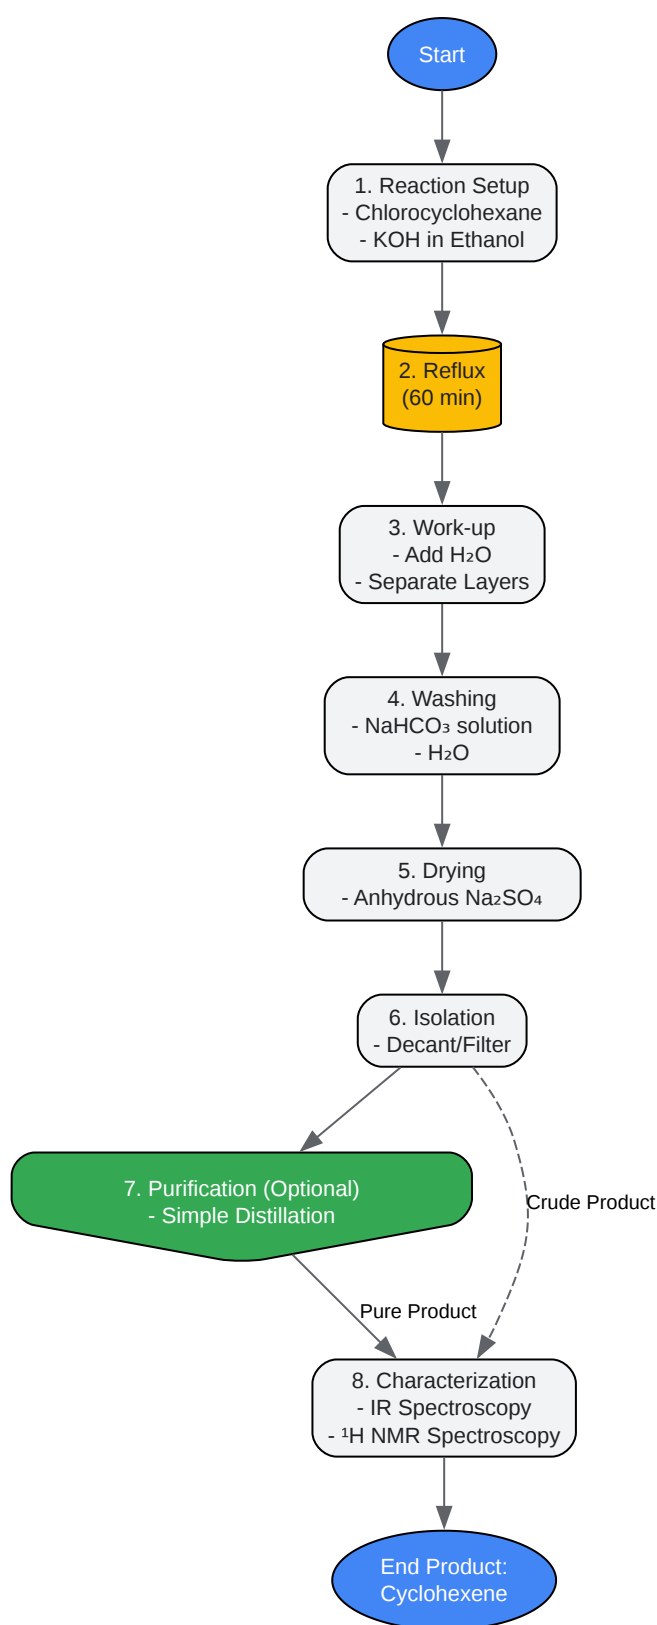 Start
1. Reaction Setup
- Chlorocyclohexane
- KOH in Ethanol
2. Reflux
(60 min)
3. Work-up
- Add H₂O
- Separate Layers
4. Washing
- NaHCO₃ solution
- H₂O
5. Drying
- Anhydrous Na₂SO₄
6. Isolation
- Decant/Filter
7. Purification (Optional)
- Simple Distillation
Crude Product
Pure Product
8. Characterization
- IR Spectroscopy
- ¹H NMR Spectroscopy
End Product:
Cyclohexene